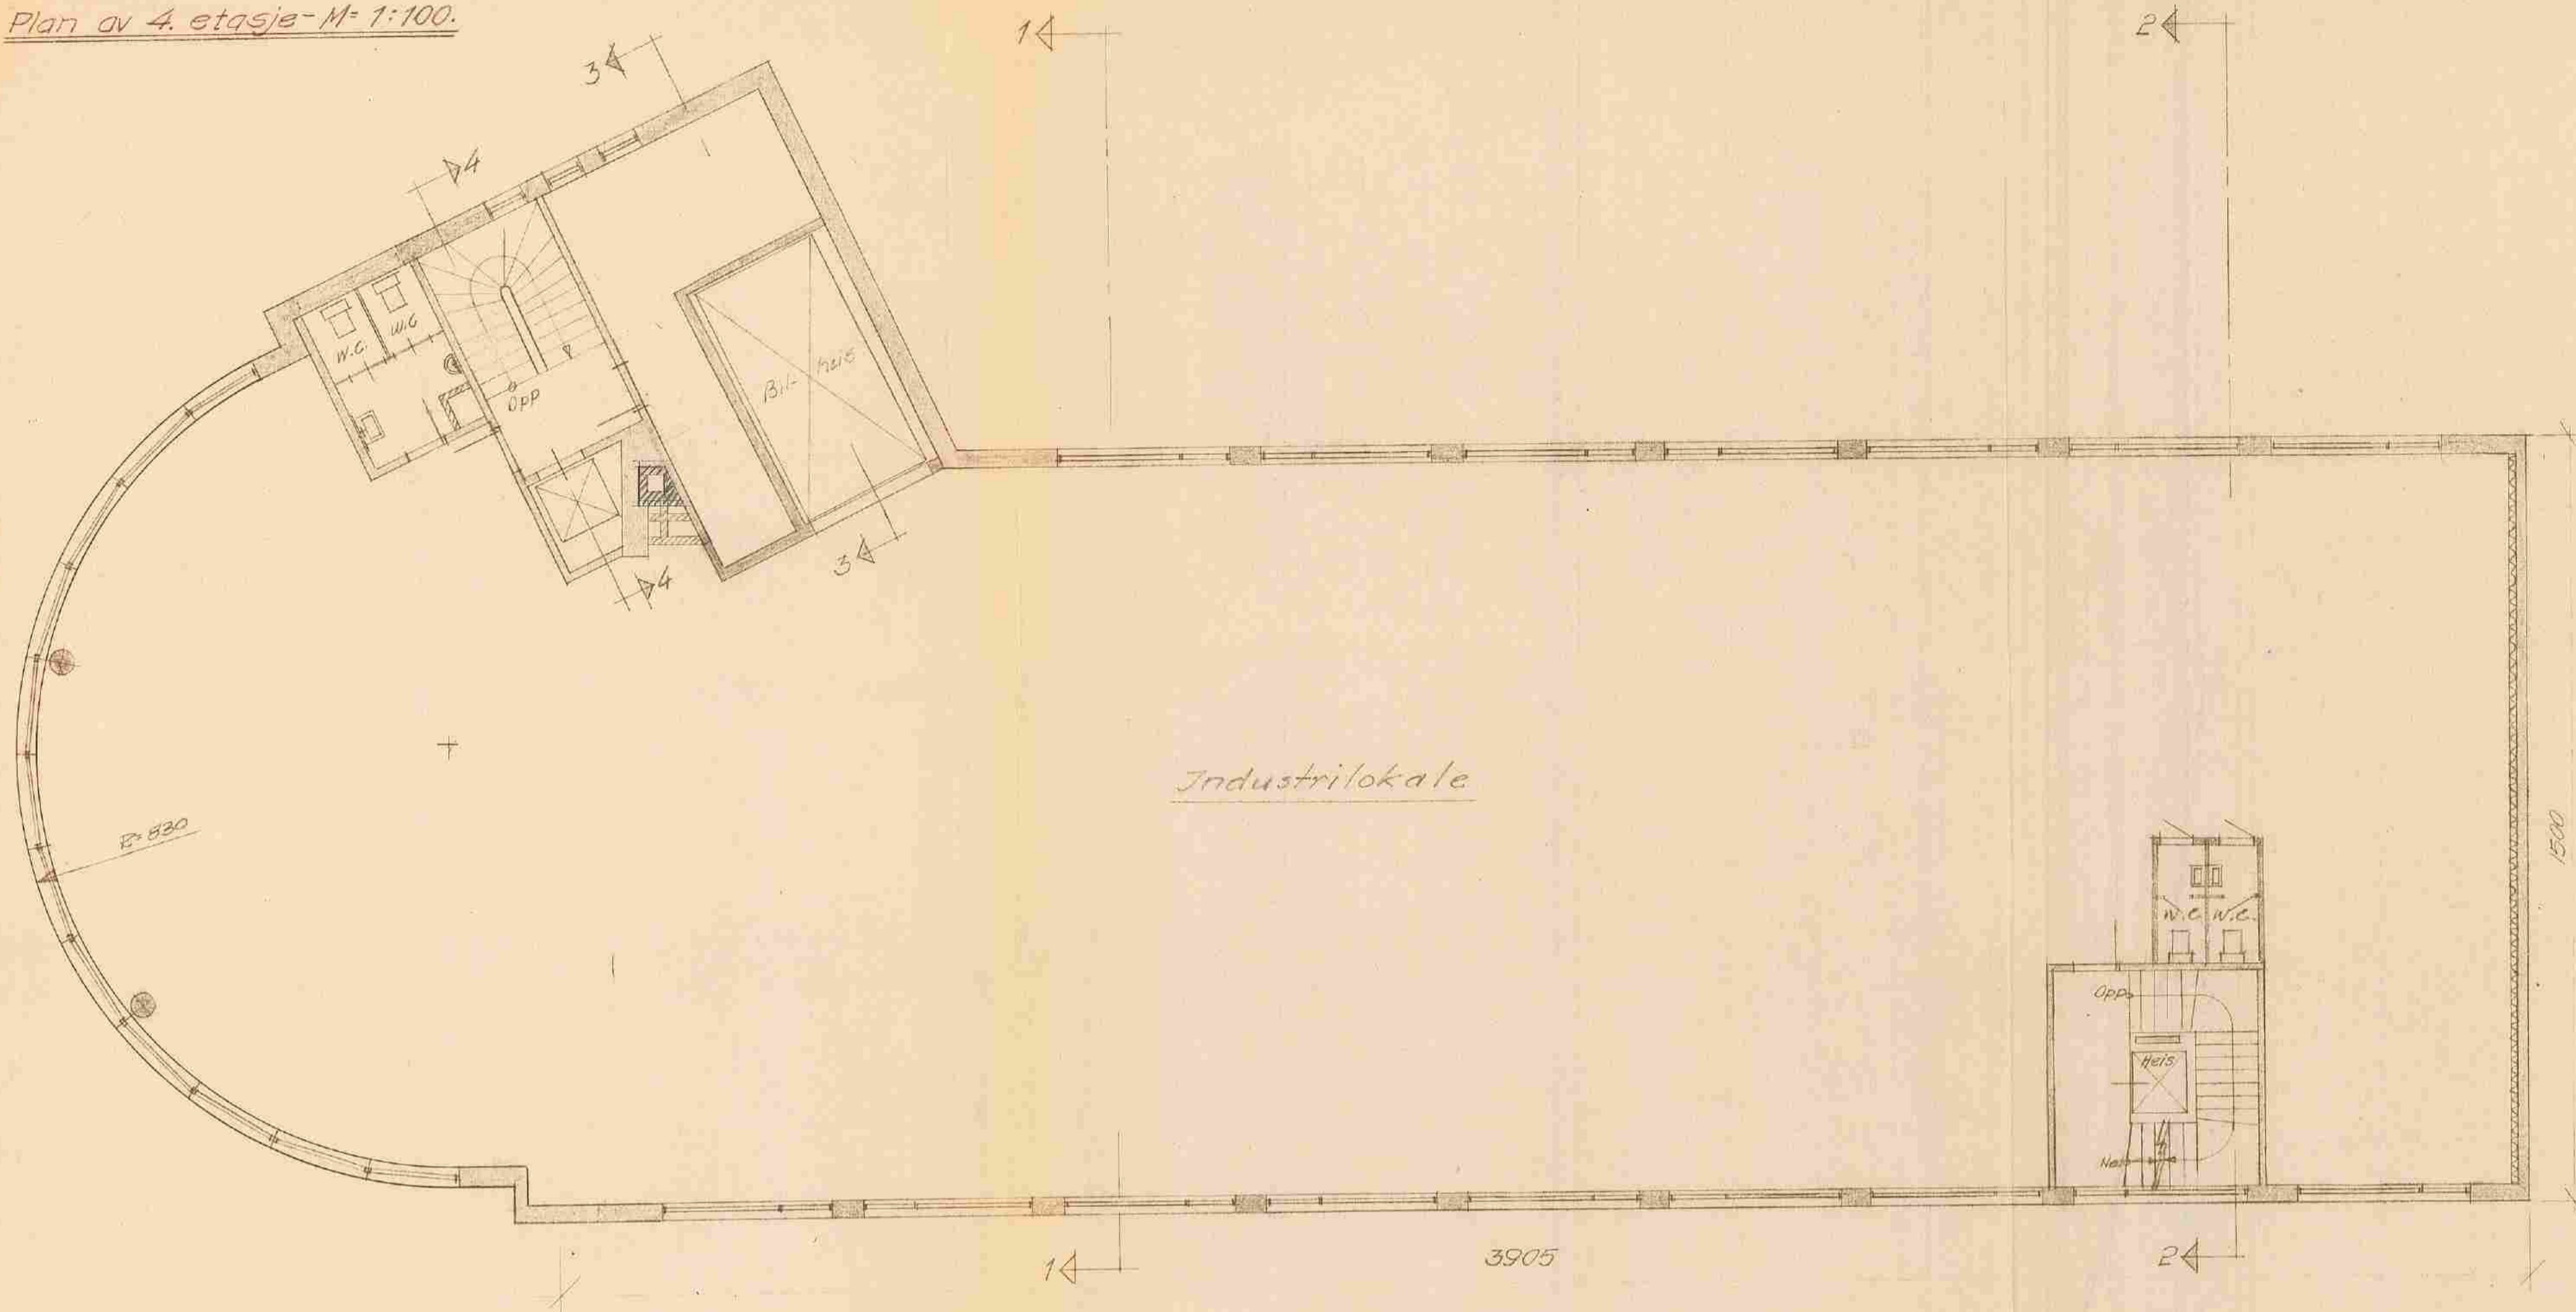 Plan av 4. etasje - M= 1:100.
1
2
3
4
W.C.
W.C
Opp
Bil- heis
3
4
Industrilokale
R= 830
1500
W.C. W.C.
Opp
Heis
Ned
3905
1
2